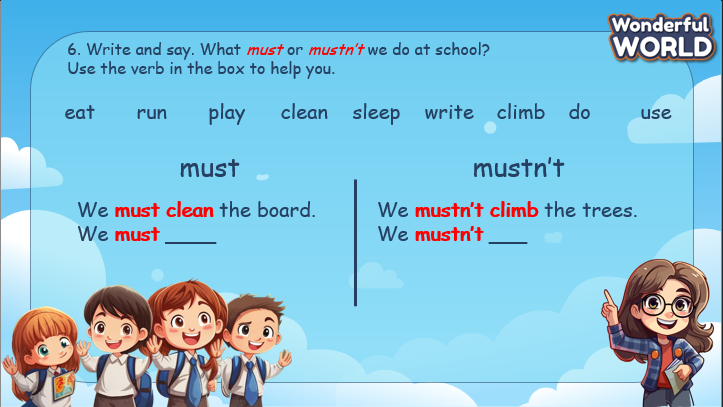 Wonderful
WORLD
6. Write and say. What must or mustn't we do at school?
Use the verb in the box to help you.
eat run play clean sleep write climb do use
must mustn't
We must clean the board. We mustn't climb the trees.
We must _____ We mustn't ____